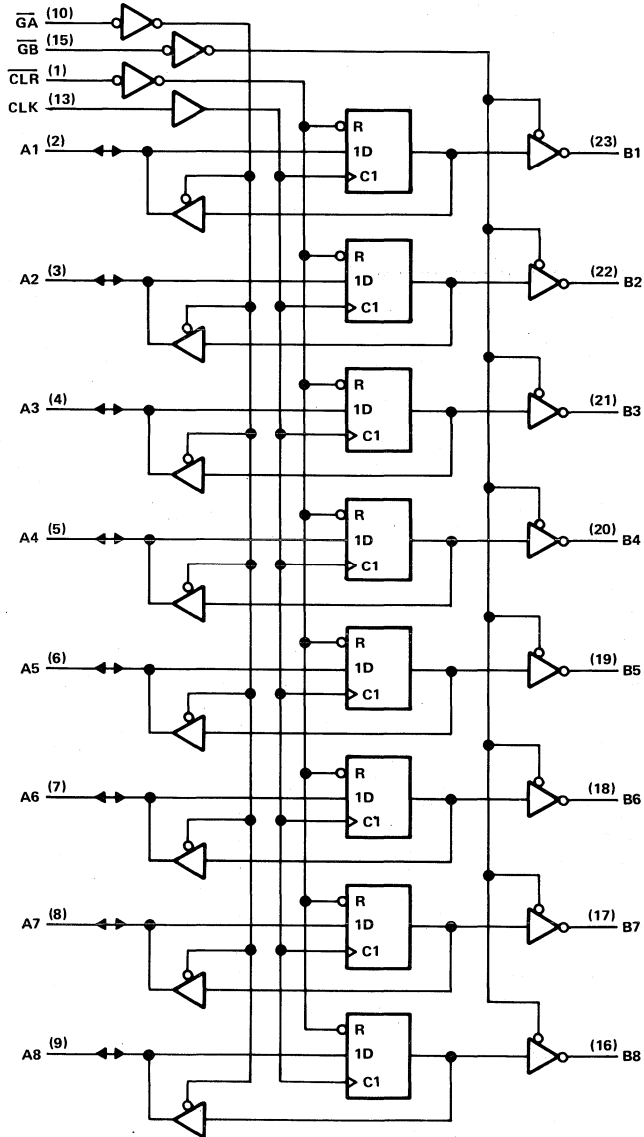 GA (10)
GB (15)
CLR (1)
CLK (13)
R
A1 (2) 1D (23) B1
C1
R
A2 (3) 1D (22) B2
C1
R
A3 (4) 1D (21) B3
C1
R
A4 (5) 1D (20) B4
C1
R
A5 (6) 1D (19) B5
C1
R
A6 (7) 1D (18) B6
C1
R
A7 (8) 1D (17) B7
C1
R
A8 (9) 1D (16) B8
C1